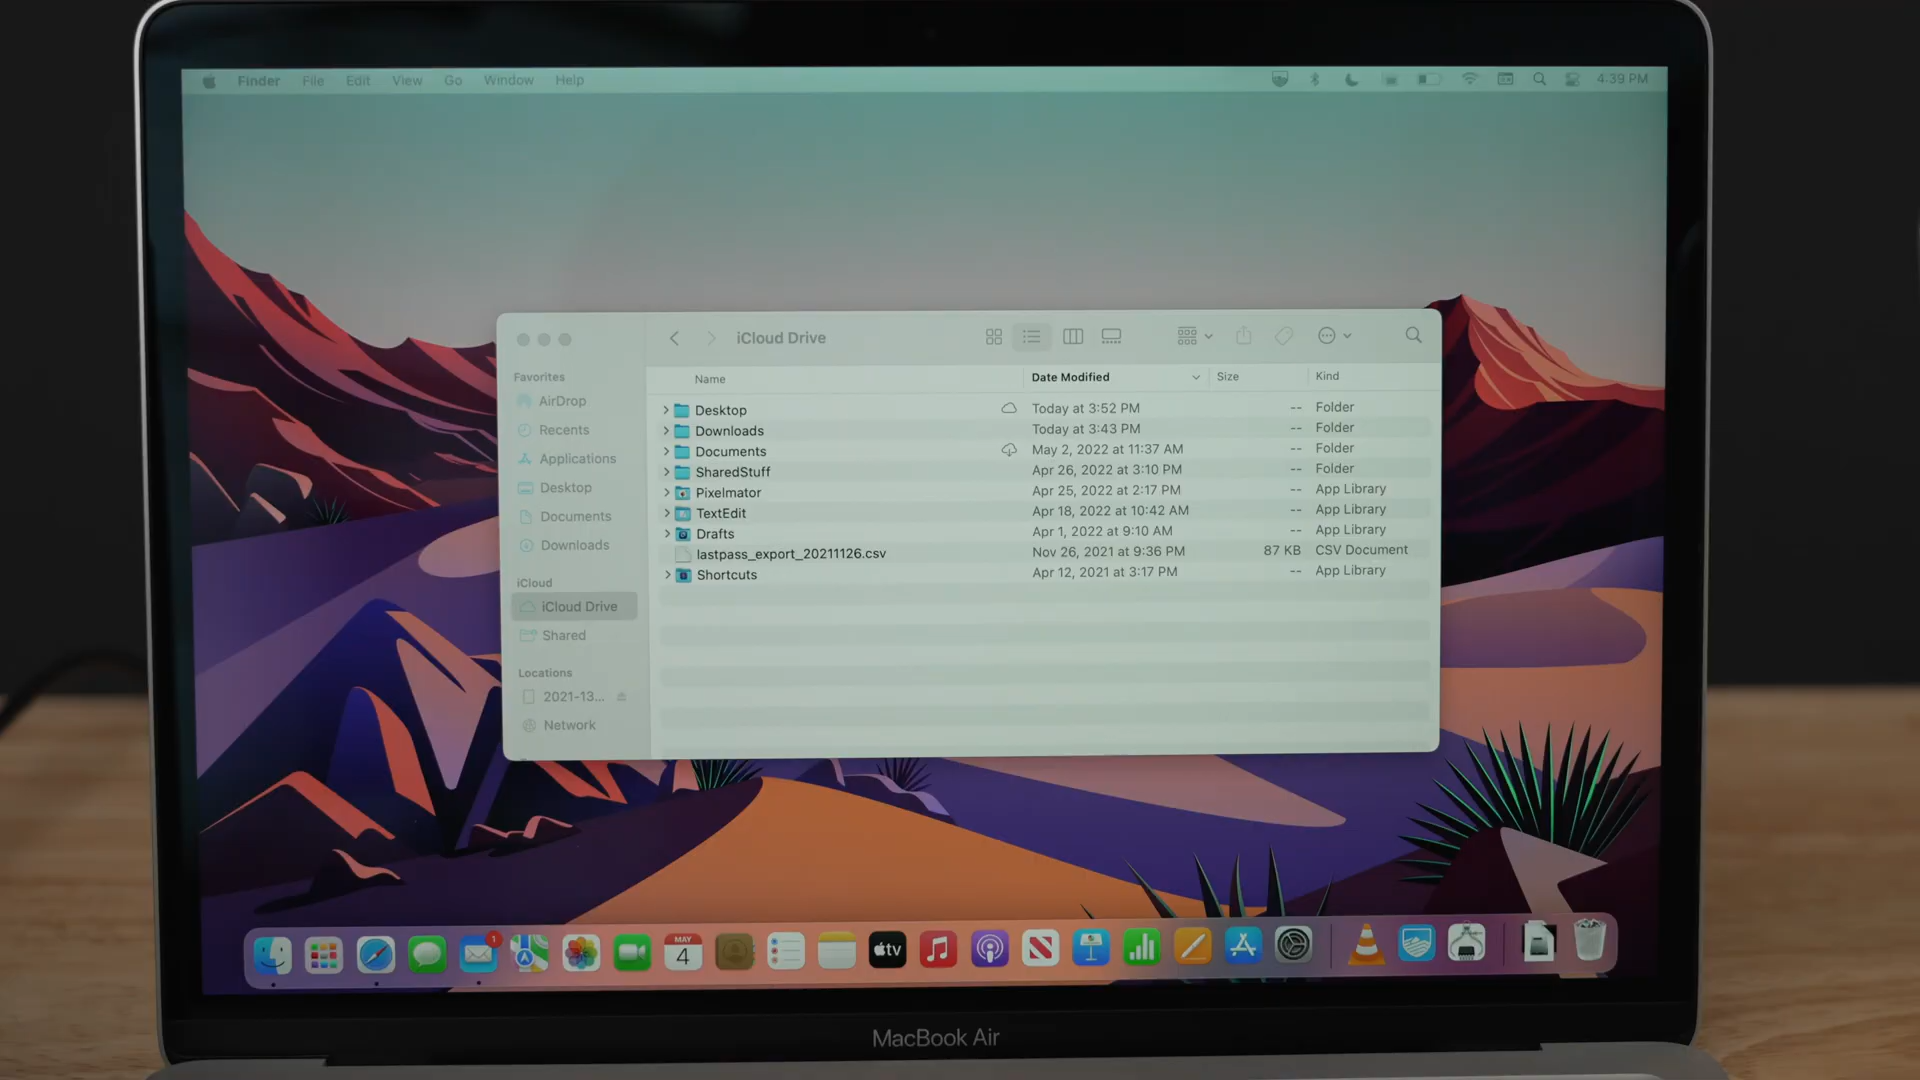 Finder File Edit View Go Window Help 4:39 PM
iCloud Drive
Favorites
AirDrop
Recents
Applications
Desktop
Documents
Downloads
iCloud
iCloud Drive
Shared
Locations
2021-13...
Network
Name Date Modified Size Kind
Desktop Today at 3:52 PM -- Folder
Downloads Today at 3:43 PM -- Folder
Documents May 2, 2022 at 11:37 AM -- Folder
SharedStuff Apr 26, 2022 at 3:10 PM -- Folder
Pixelmator Apr 25, 2022 at 2:17 PM -- App Library
TextEdit Apr 18, 2022 at 10:42 AM -- App Library
Drafts Apr 1, 2022 at 9:10 AM -- App Library
lastpass_export_20211126.csv Nov 26, 2021 at 9:36 PM 87 KB CSV Document
Shortcuts Apr 12, 2021 at 3:17 PM -- App Library
1
MAY
4
tv
MacBook Air